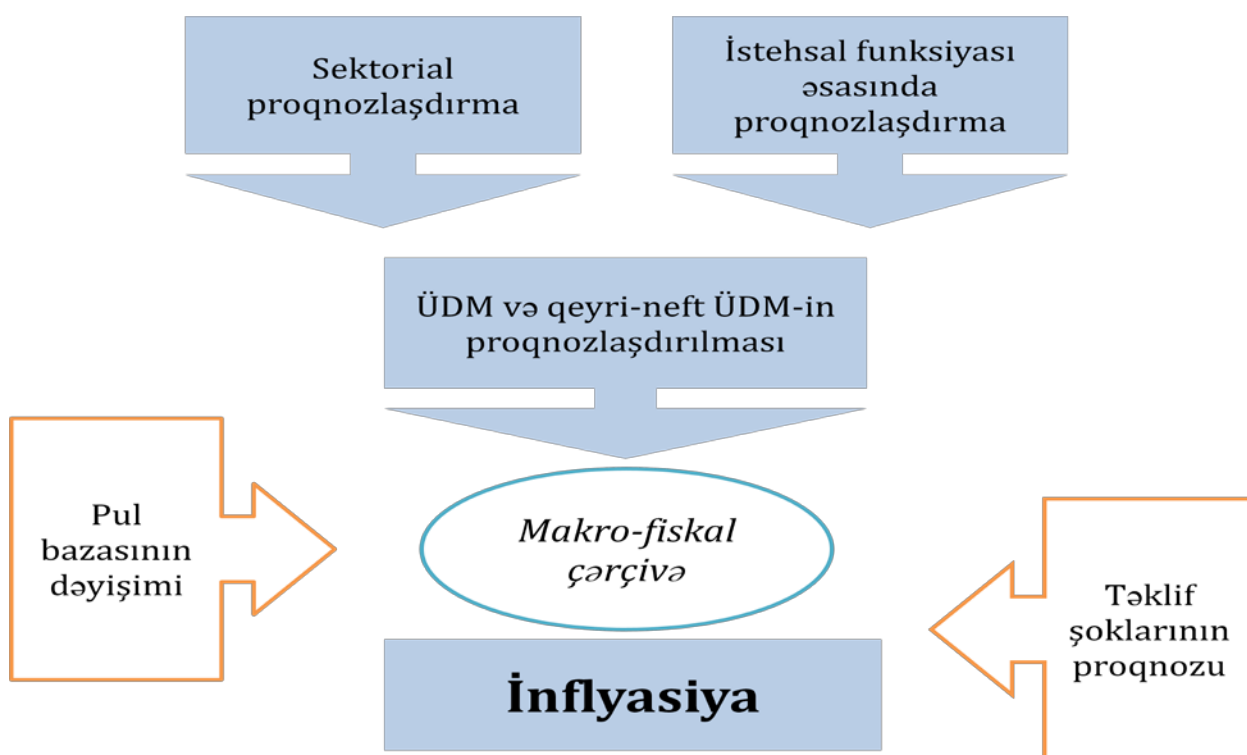 Sektorial
proqnozlaşdırma
İstehsal funksiyası
əsasında
proqnozlaşdırma
ÜDM və qeyri-neft ÜDM-in
proqnozlaşdırılması
Pul
bazasının
dəyişimi
Makro-fiskal
çərçivə
Təklif
şoklarının
proqnozu
İnflyasiya